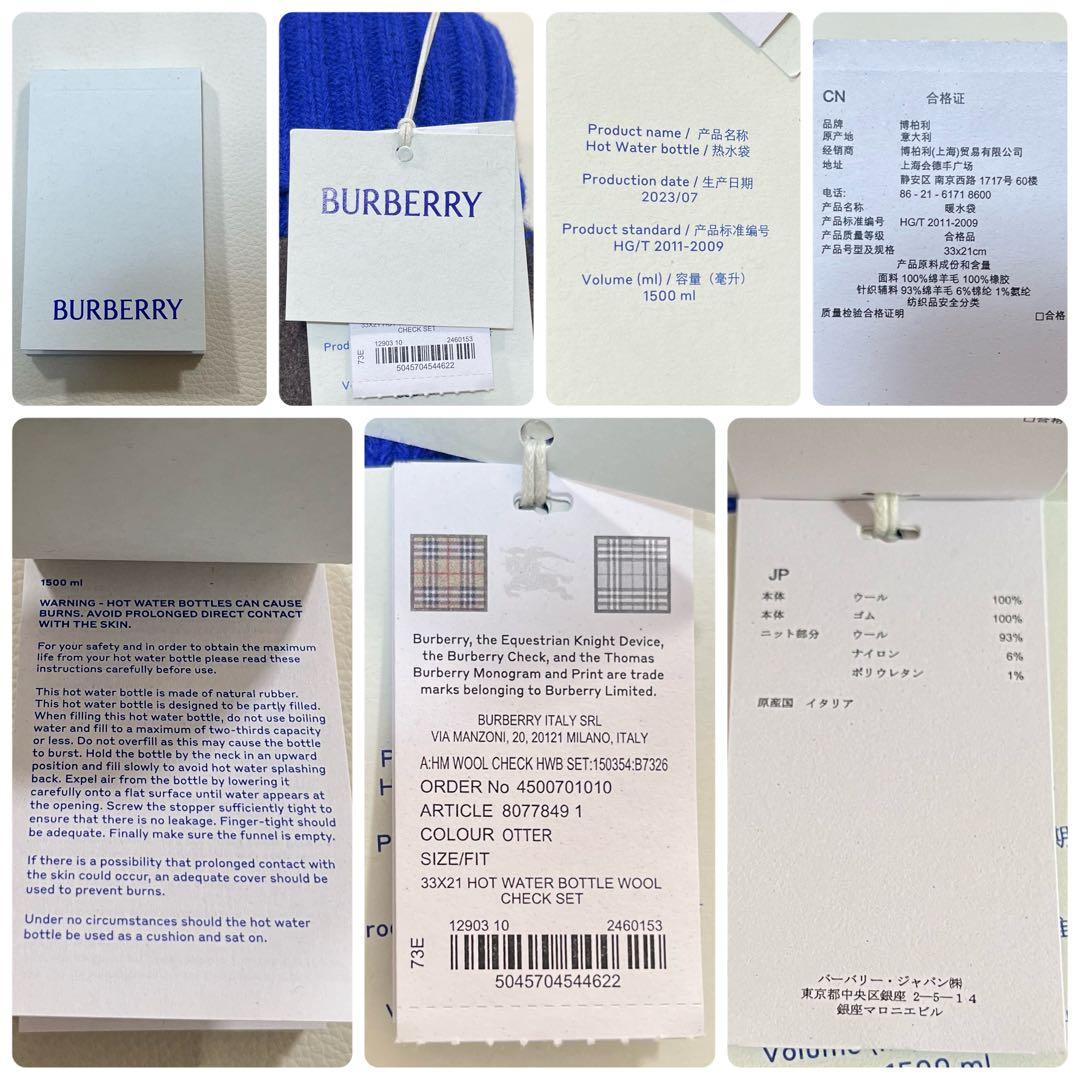 BURBERRY
BURBERRY
CHECK SET
12903 10 2460153
73E
5045704544622
Prod
V
Product name / 产品名称
Hot Water bottle / 热水袋
Production date / 生产日期
2023/07
Product standard / 产品标准编号
HG/T 2011-2009
Volume (ml) / 容量（毫升）
1500 ml
CN 合格证
品牌 博柏利
原产地 意大利
经销商 博柏利(上海)贸易有限公司
地址 上海会德丰广场
静安区 南京西路 1717号 60楼
电话: 86 - 21 - 6171 8600
产品名称 暖水袋
产品标准编号 HG/T 2011-2009
产品质量等级 合格品
产品号型及规格 33x21cm
产品原料成份和含量
面料 100%绵羊毛 100%橡胶
针织辅料 93%绵羊毛 6%锦纶 1%氨纶
纺织品安全分类
质量检验合格证明 □合格
1500 ml
WARNING - HOT WATER BOTTLES CAN CAUSE
BURNS. AVOID PROLONGED DIRECT CONTACT
WITH THE SKIN.
For your safety and in order to obtain the maximum
life from your hot water bottle please read these
instructions carefully before use.
This hot water bottle is made of natural rubber.
This hot water bottle is designed to be partly filled.
When filling this hot water bottle, do not use boiling
water and fill to a maximum of two-thirds capacity
or less. Do not overfill as this may cause the bottle
to burst. Hold the bottle by the neck in an upward
position and fill slowly to avoid hot water splashing
back. Expel air from the bottle by lowering it
carefully onto a flat surface until water appears at
the opening. Screw the stopper sufficiently tight to
ensure that there is no leakage. Finger-tight should
be adequate. Finally make sure the funnel is empty.
If there is a possibility that prolonged contact with
the skin could occur, an adequate cover should be
used to prevent burns.
Under no circumstances should the hot water
bottle be used as a cushion and sat on.
Burberry, the Equestrian Knight Device,
the Burberry Check, and the Thomas
Burberry Monogram and Print are trade
marks belonging to Burberry Limited.
BURBERRY ITALY SRL
VIA MANZONI, 20, 20121 MILANO, ITALY
A:HM WOOL CHECK HWB SET:150354:B7326
ORDER No 4500701010
ARTICLE 8077849 1
COLOUR OTTER
SIZE/FIT
33X21 HOT WATER BOTTLE WOOL
CHECK SET
12903 10 2460153
73E
5045704544622
JP
本体 ウール 100%
本体 ゴム 100%
ニット部分 ウール 93%
ナイロン 6%
ポリウレタン 1%
原産国 イタリア
バーバリー・ジャパン㈱
東京都中央区銀座 2−5−14
銀座マロニエビル
1500 ml